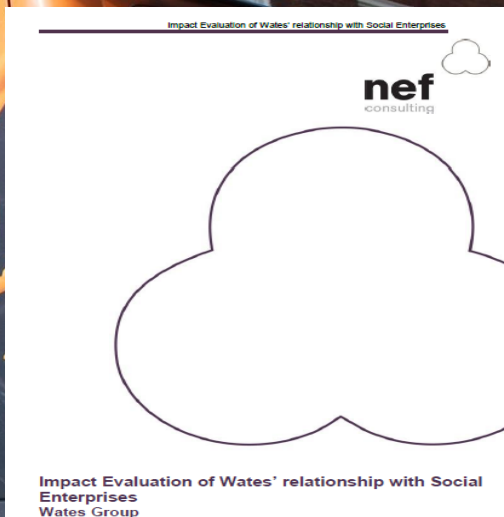 Impact Evaluation of Wates' relationship with Social Enterprises
nef
consulting
Impact Evaluation of Wates' relationship with Social
Enterprises
Wates Group